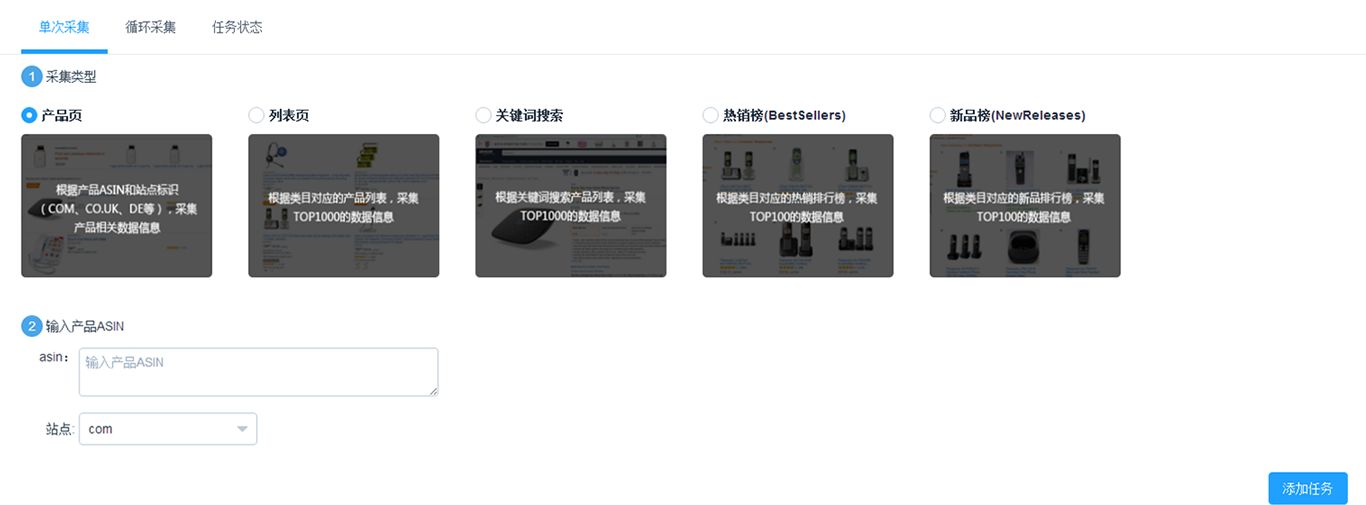 单次采集 循环采集 任务状态
1 采集类型
产品页 列表页 关键词搜索 热销榜(BestSellers) 新品榜(NewReleases)
根据产品ASIN和站点标识
（COM、CO.UK、DE等），采集
产品相关数据信息
根据类目对应的产品列表，采集
TOP1000的数据信息
根据关键词搜索产品列表，采集
TOP1000的数据信息
根据类目对应的热销排行榜，采集
TOP100的数据信息
根据类目对应的新品排行榜，采集
TOP100的数据信息
2 输入产品ASIN
asin：
输入产品ASIN
站点: com
添加任务